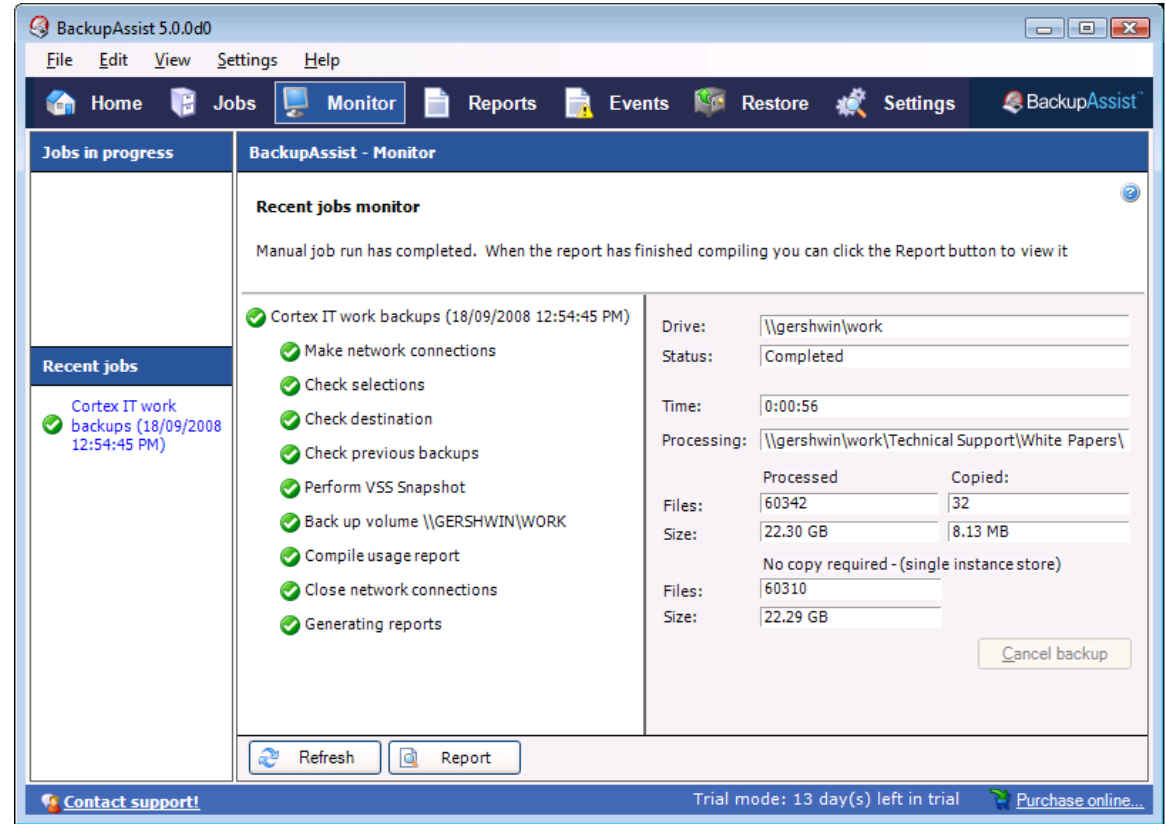 BackupAssist 5.0.0d0
File Edit View Settings Help
Home Jobs Monitor Reports Events Restore Settings BackupAssist™
Jobs in progress
BackupAssist - Monitor
Recent jobs monitor
Manual job run has completed. When the report has finished compiling you can click the Report button to view it
Recent jobs
Cortex IT work
backups (18/09/2008
12:54:45 PM)
Cortex IT work backups (18/09/2008 12:54:45 PM)
Make network connections
Check selections
Check destination
Check previous backups
Perform VSS Snapshot
Back up volume \\GERSHWIN\WORK
Compile usage report
Close network connections
Generating reports
Drive: \\gershwin\work
Status: Completed
Time: 0:00:56
Processing: \\gershwin\work\Technical Support\White Papers\
Processed Copied:
Files: 60342 32
Size: 22.30 GB 8.13 MB
No copy required - (single instance store)
Files: 60310
Size: 22.29 GB
Cancel backup
Refresh Report
Contact support! Trial mode: 13 day(s) left in trial Purchase online...